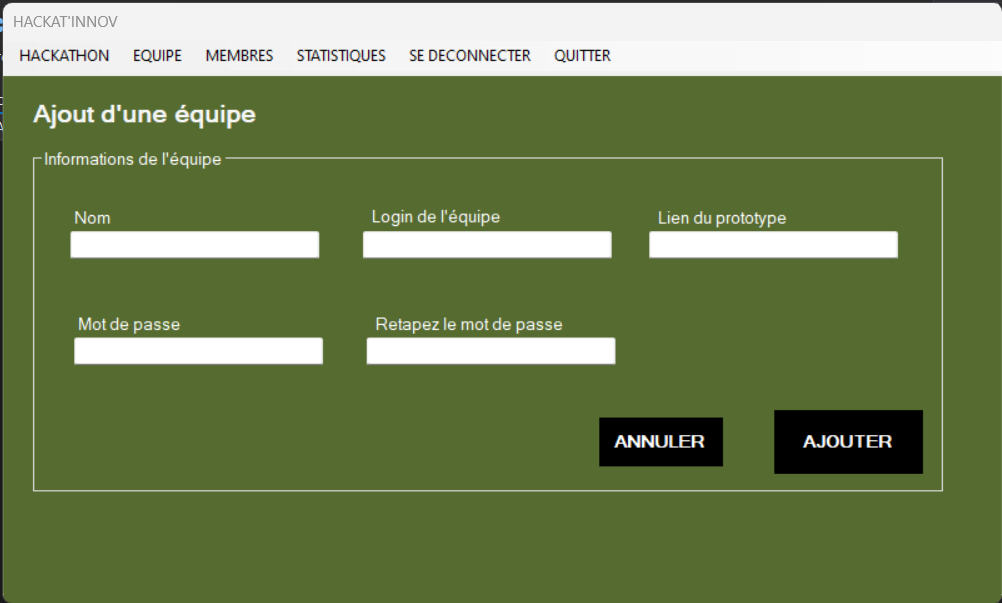 HACKAT'INNOV
HACKATHON EQUIPE MEMBRES STATISTIQUES SE DECONNECTER QUITTER
Ajout d'une équipe
Informations de l'équipe
Nom Login de l'équipe Lien du prototype
Mot de passe Retapez le mot de passe
ANNULER AJOUTER